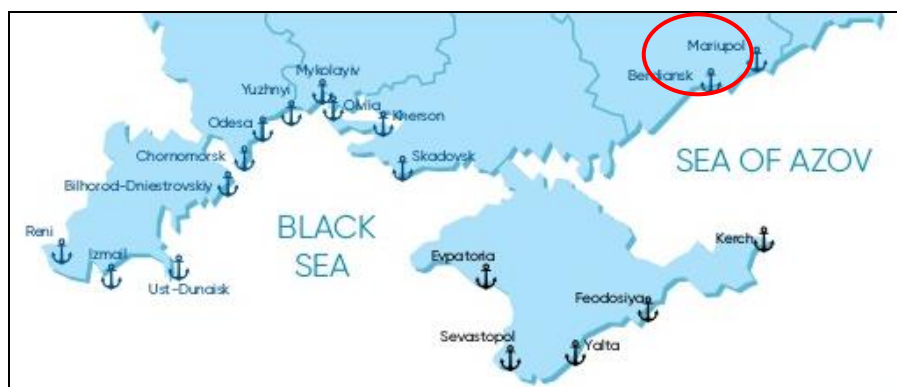 Mariupol
Mykolayiv
Berdiansk
Yuzhnyi
Olviia
Odesa
Kherson
Chornomorsk
Skadovsk
SEA OF AZOV
Bilhorod-Dniestrovskiy
BLACK
SEA
Reni
Kerch
Izmail
Evpatoria
Ust-Dunaisk
Feodosiya
Sevastopol
Yalta